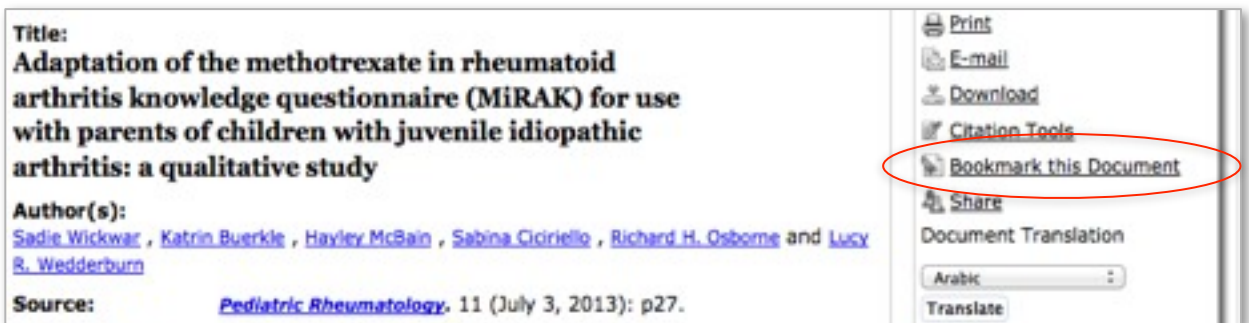 Title:
Adaptation of the methotrexate in rheumatoid
arthritis knowledge questionnaire (MiRAK) for use
with parents of children with juvenile idiopathic
arthritis: a qualitative study
Author(s):
Sadie Wickwar , Katrin Buerkle , Hayley McBain , Sabina Ciciriello , Richard H. Osborne and Lucy
R. Wedderburn
Source: Pediatric Rheumatology. 11 (July 3, 2013): p27.
Print
E-mail
Download
Citation Tools
Bookmark this Document
Share
Document Translation
Arabic
Translate